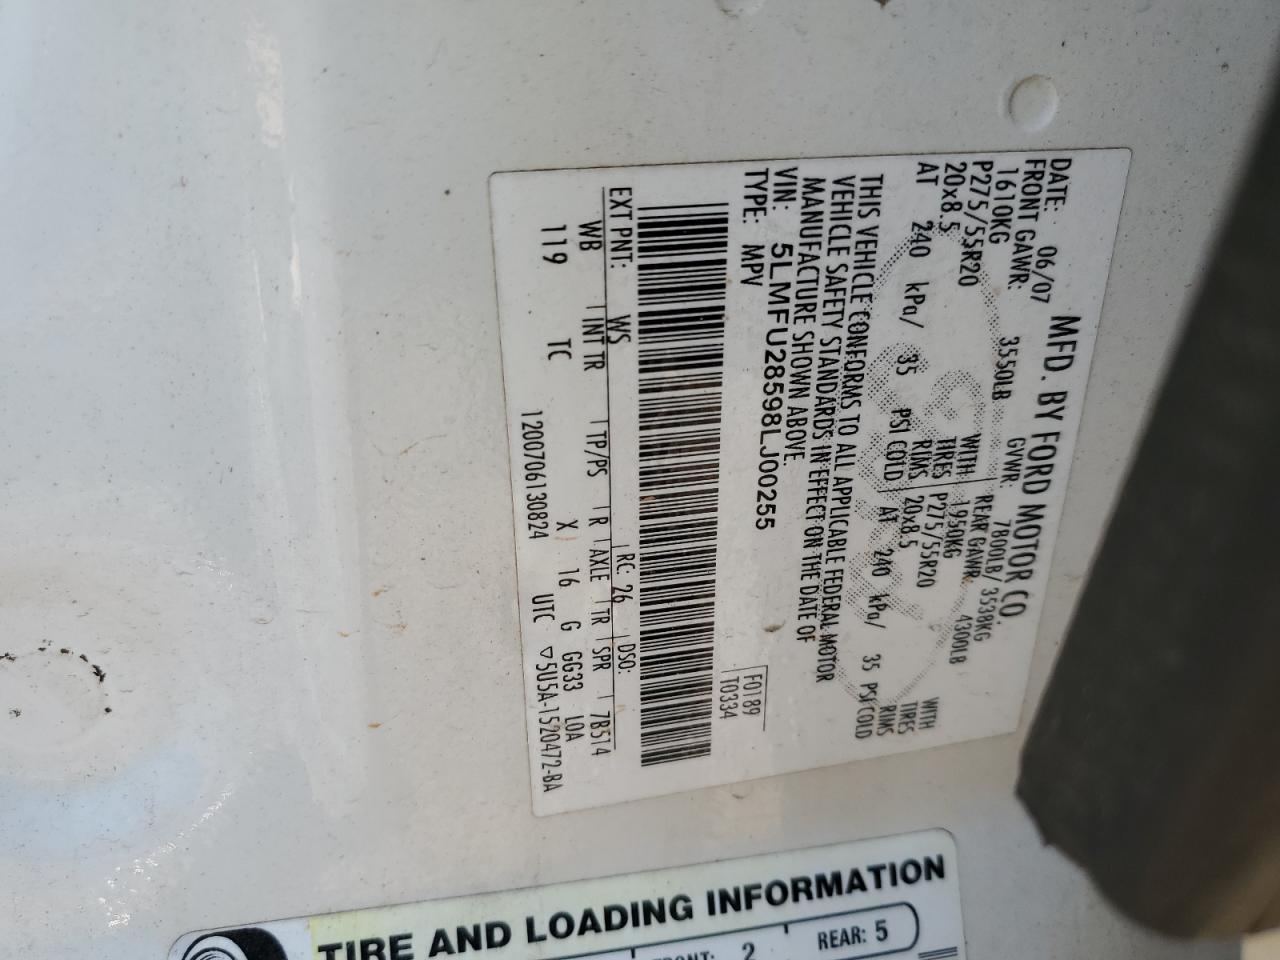 MFD. BY FORD MOTOR CO.
DATE: 06/07 GVWR: 7800LB/ 3538KG
FRONT GAWR: 3550LB REAR GAWR: 4300LB
1610KG WITH 1950KG WITH
P275/55R20 TIRES P275/55R20 TIRES
20x8.5 RIMS 20x8.5 RIMS
AT 240 kPa/ 35 PSI COLD AT 240 kPa/ 35 PSI COLD
THIS VEHICLE CONFORMS TO ALL APPLICABLE FEDERAL MOTOR
VEHICLE SAFETY STANDARDS IN EFFECT ON THE DATE OF
MANUFACTURE SHOWN ABOVE.
VIN: 5LMFU28598LJ00255
TYPE: MPV
F0189
T0334
EXT PNT: WS RC: 26 DSO:
WB INT TR TP/PS R AXLE TR SPR 7B514
119 TC X 16 G GG33 LOA
1200706130824 UTC ▽5U5A-1520472-BA
TIRE AND LOADING INFORMATION
2 REAR: 5